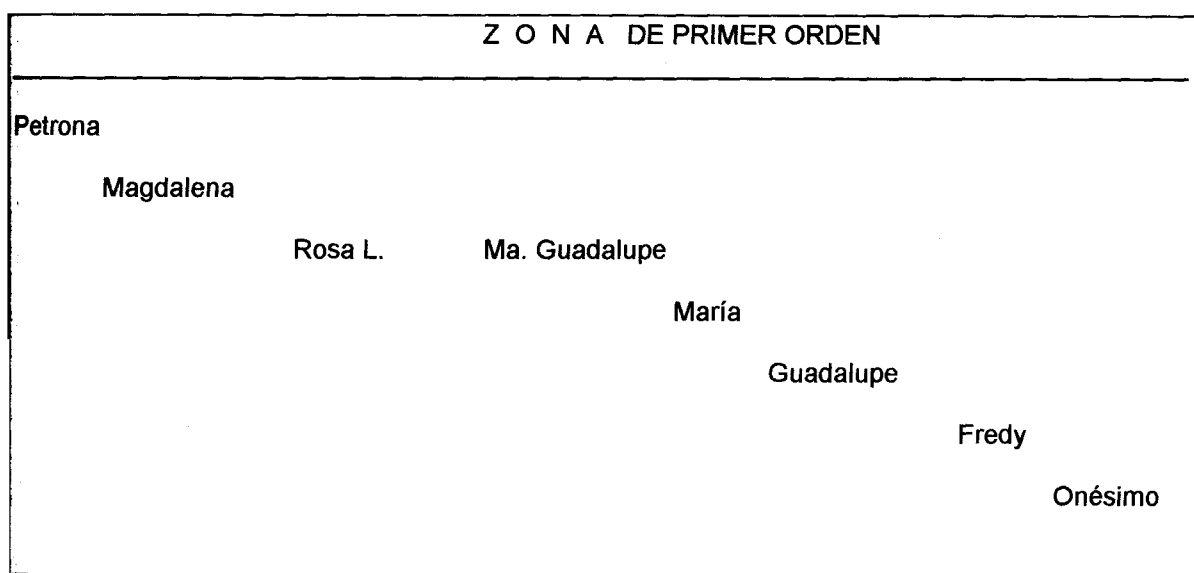 Z O N A DE PRIMER ORDEN
Petrona
Magdalena
Rosa L. Ma. Guadalupe
María
Guadalupe
Fredy
Onésimo